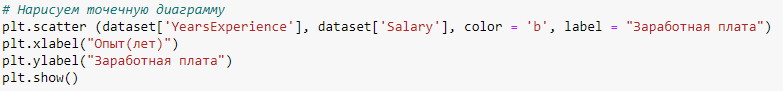 # Нарисуем точечную диаграмму
plt.scatter (dataset['YearsExperience'], dataset['Salary'], color = 'b', label = "Заработная плата")
plt.xlabel("Опыт(лет)")
plt.ylabel("Заработная плата")
plt.show()